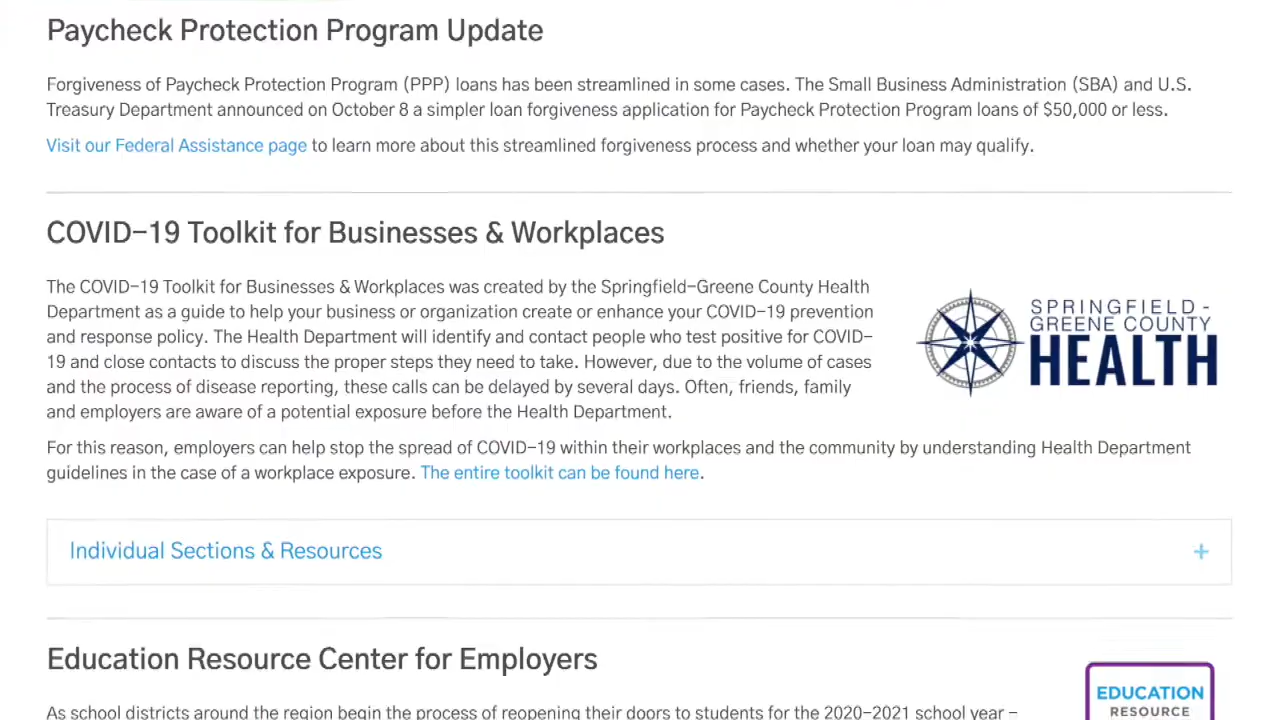 Paycheck Protection Program Update
Forgiveness of Paycheck Protection Program (PPP) loans has been streamlined in some cases. The Small Business Administration (SBA) and U.S.
Treasury Department announced on October 8 a simpler loan forgiveness application for Paycheck Protection Program loans of $50,000 or less.
Visit our Federal Assistance page to learn more about this streamlined forgiveness process and whether your loan may qualify.
COVID-19 Toolkit for Businesses & Workplaces
The COVID-19 Toolkit for Businesses & Workplaces was created by the Springfield-Greene County Health
Department as a guide to help your business or organization create or enhance your COVID-19 prevention
and response policy. The Health Department will identify and contact people who test positive for COVID-
19 and close contacts to discuss the proper steps they need to take. However, due to the volume of cases
and the process of disease reporting, these calls can be delayed by several days. Often, friends, family
and employers are aware of a potential exposure before the Health Department.
SPRINGFIELD-
GREENE COUNTY
HEALTH
For this reason, employers can help stop the spread of COVID-19 within their workplaces and the community by understanding Health Department
guidelines in the case of a workplace exposure. The entire toolkit can be found here.
Individual Sections & Resources +
Education Resource Center for Employers
As school districts around the region begin the process of reopening their doors to students for the 2020-2021 school year –
EDUCATION
RESOURCE